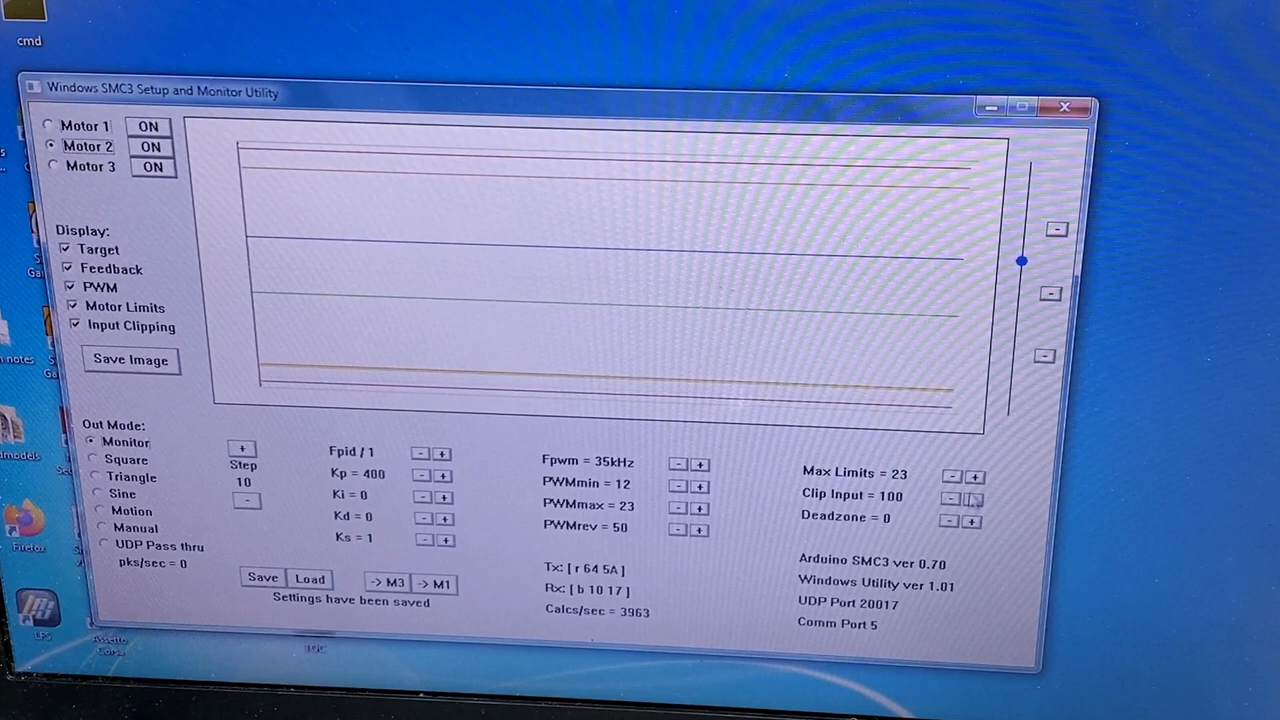 cmd
Windows SMC3 Setup and Monitor Utility
Motor 1 ON
Motor 2 ON
Motor 3 ON
Display:
Target
Feedback
PWM
Motor Limits
Input Clipping
Save Image
Out Mode:
Monitor
Square
Triangle
Sine
Motion
Manual
UDP Pass thru
pks/sec = 0
+
Step
10
-
Fpid / 1 - +
Kp = 400 - +
Ki = 0 - +
Kd = 0 - +
Ks = 1 - +
Save Load -> M3 -> M1
Settings have been saved
Fpwm = 35kHz - +
PWMmin = 12 - +
PWMmax = 23 - +
PWMrev = 50 - +
Tx: [ r 64 5A ]
Rx: [ b 10 17 ]
Calcs/sec = 3963
-
-
-
Max Limits = 23 - +
Clip Input = 100 -
Deadzone = 0 - +
Arduino SMC3 ver 0.70
Windows Utility ver 1.01
UDP Port 20017
Comm Port 5
notes
models
Firefox
LFS
Assetto
Corsa